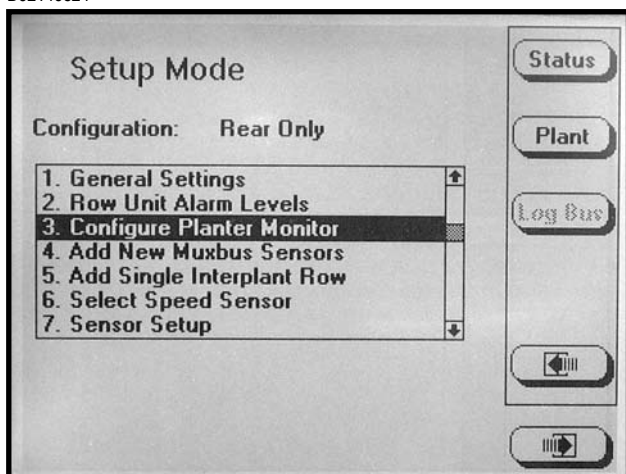 Setup Mode
Status
Configuration: Rear Only
Plant
1. General Settings
2. Row Unit Alarm Levels
3. Configure Planter Monitor
Log Bus
4. Add New Muxbus Sensors
5. Add Single Interplant Row
6. Select Speed Sensor
7. Sensor Setup